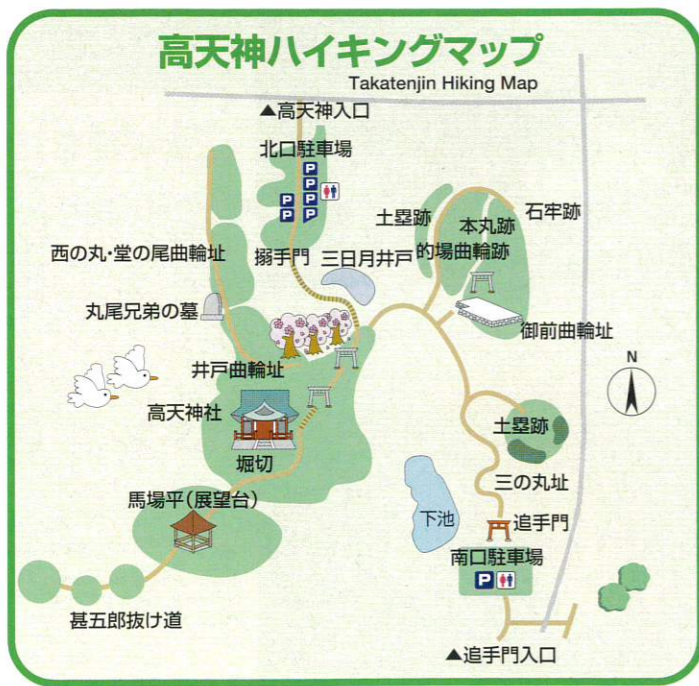 高天神ハイキングマップ
Takatenjin Hiking Map
▲高天神入口
北口駐車場
P
P
P P
P P
土塁跡
本丸跡
石牢跡
西の丸・堂の尾曲輪址
搦手門
三日月井戸
的場曲輪跡
丸尾兄弟の墓
御前曲輪址
井戸曲輪址
N
高天神社
土塁跡
堀切
三の丸址
馬場平(展望台)
下池
追手門
南口駐車場
P
甚五郎抜け道
▲追手門入口